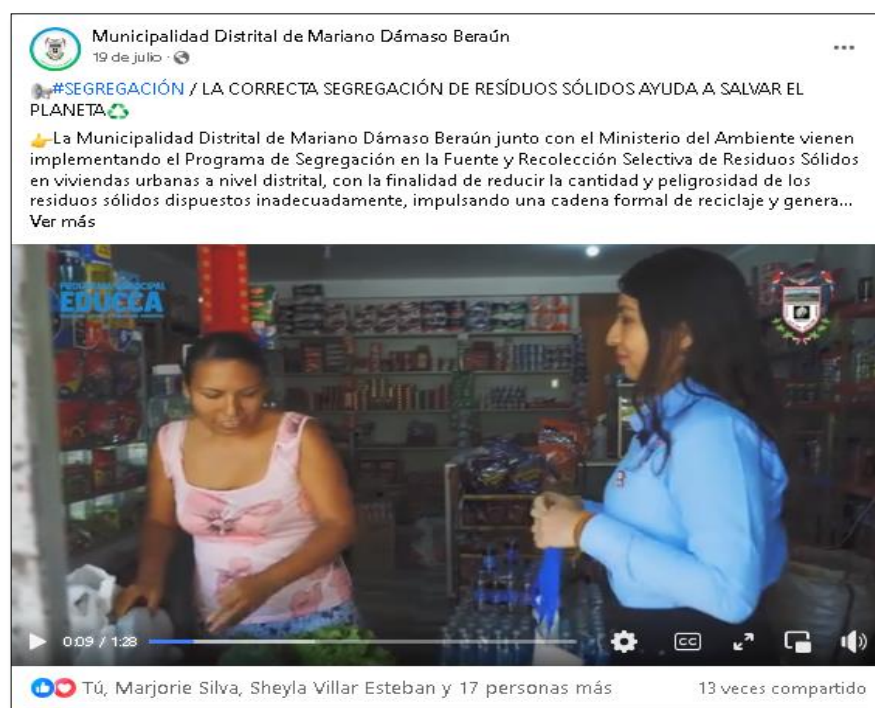 Municipalidad Distrital de Mariano Dámaso Beraún
19 de julio ·
#SEGREGACIÓN / LA CORRECTA SEGREGACIÓN DE RESÍDUOS SÓLIDOS AYUDA A SALVAR EL
PLANETA
La Municipalidad Distrital de Mariano Dámaso Beraún junto con el Ministerio del Ambiente vienen
implementando el Programa de Segregación en la Fuente y Recolección Selectiva de Residuos Sólidos
en viviendas urbanas a nivel distrital, con la finalidad de reducir la cantidad y peligrosidad de los
residuos sólidos dispuestos inadecuadamente, impulsando una cadena formal de reciclaje y genera...
Ver más
PROGRAMA MUNICIPAL
EDUCCA
0:09 / 1:28
CC
Tú, Marjorie Silva, Sheyla Villar Esteban y 17 personas más
13 veces compartido